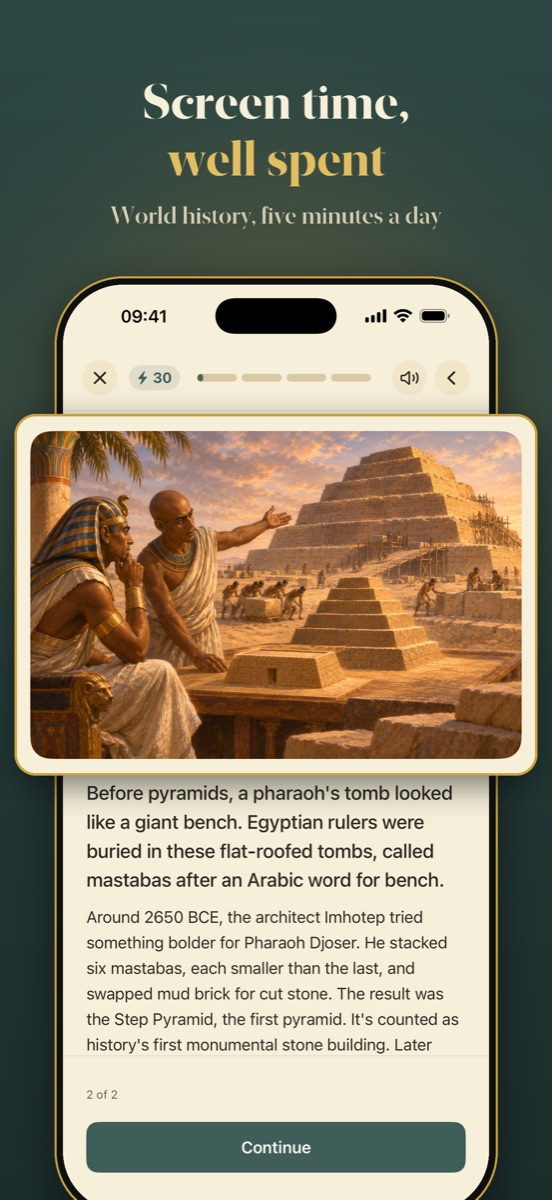 Screen time,
well spent
World history, five minutes a day
09:41
30
Before pyramids, a pharaoh's tomb looked
like a giant bench. Egyptian rulers were
buried in these flat-roofed tombs, called
mastabas after an Arabic word for bench.
Around 2650 BCE, the architect Imhotep tried
something bolder for Pharaoh Djoser. He stacked
six mastabas, each smaller than the last, and
swapped mud brick for cut stone. The result was
the Step Pyramid, the first pyramid. It's counted as
history's first monumental stone building. Later
2 of 2
Continue